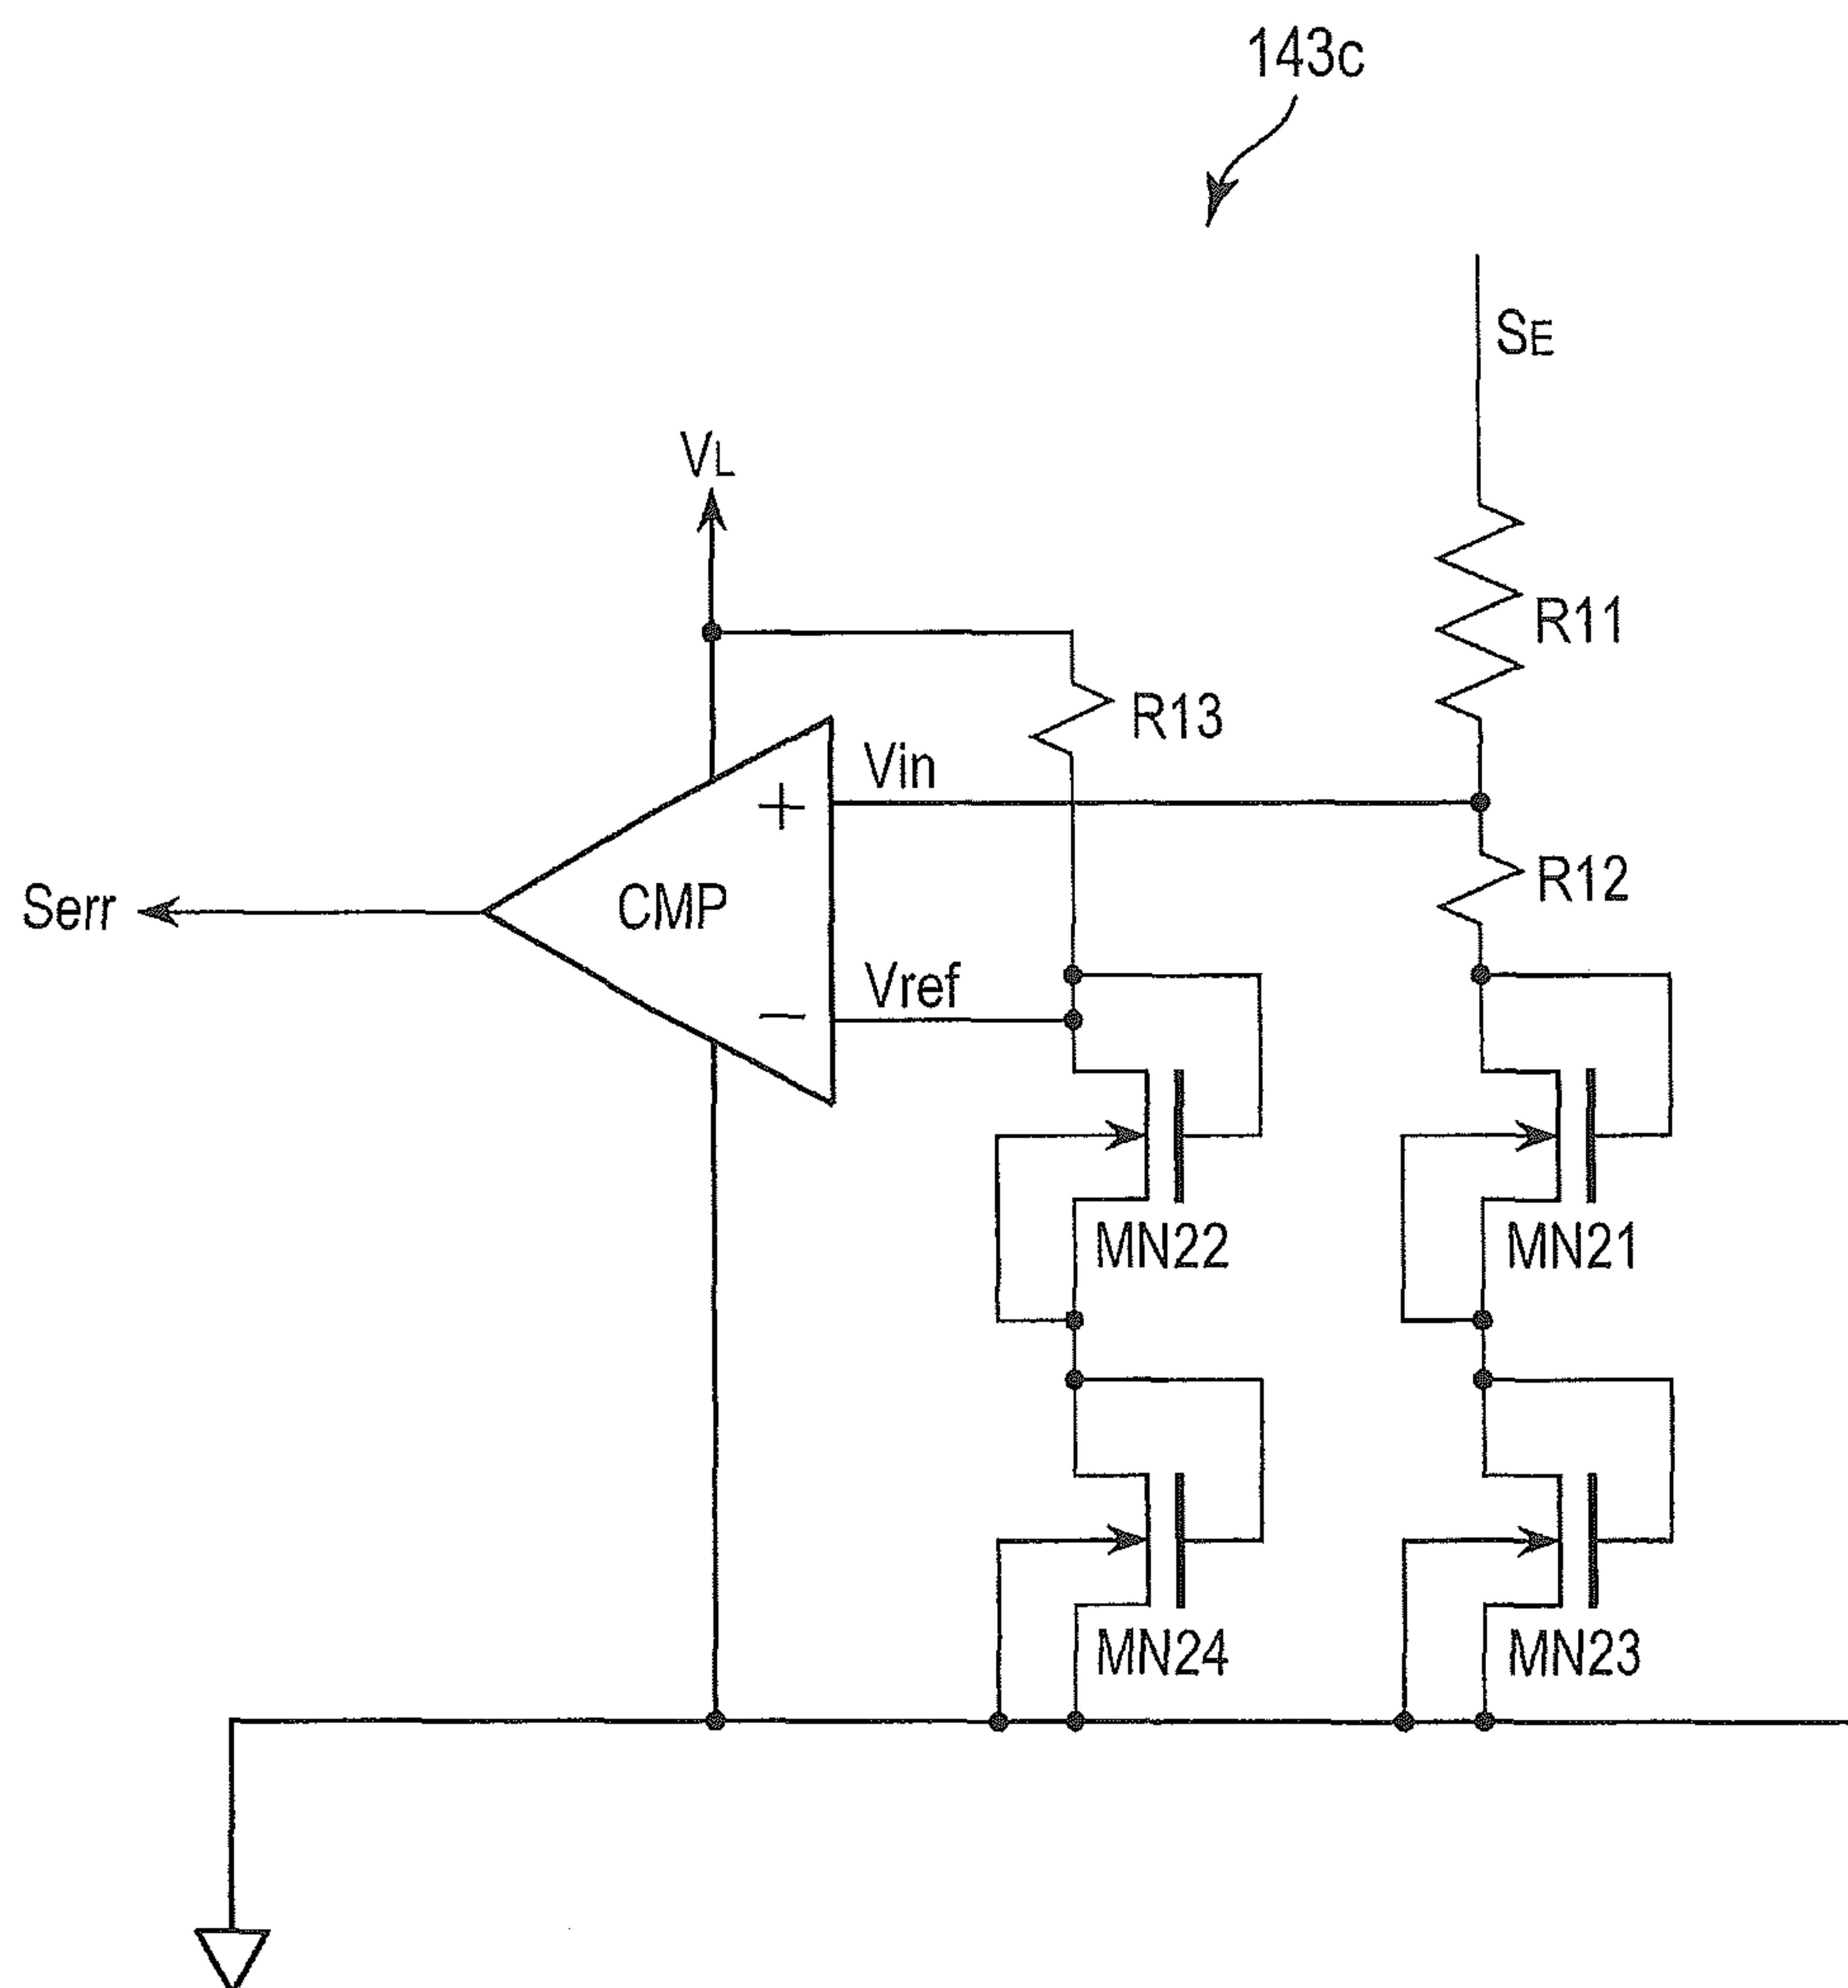 143c
SE
VL
R11
R13
Vin
+
R12
Serr
CMP
Vref
−
MN22
MN21
MN24
MN23